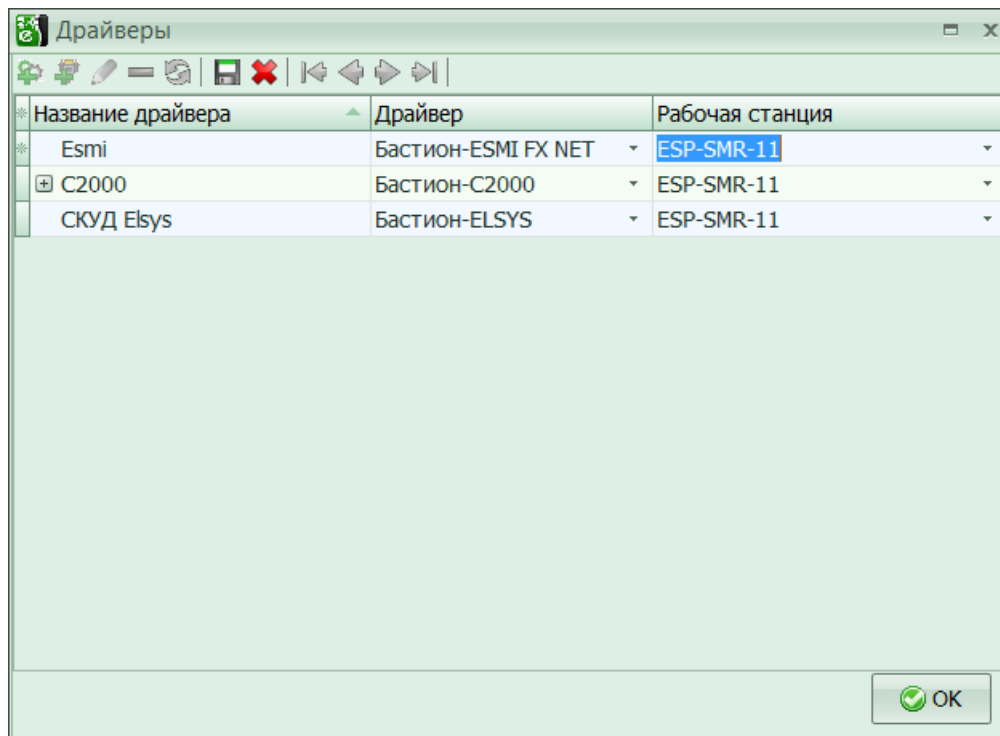 Драйверы
Название драйвера Драйвер Рабочая станция
Esmi Бастион-ESMI FX NET ESP-SMR-11
С2000 Бастион-С2000 ESP-SMR-11
СКУД Elsys Бастион-ELSYS ESP-SMR-11
OK